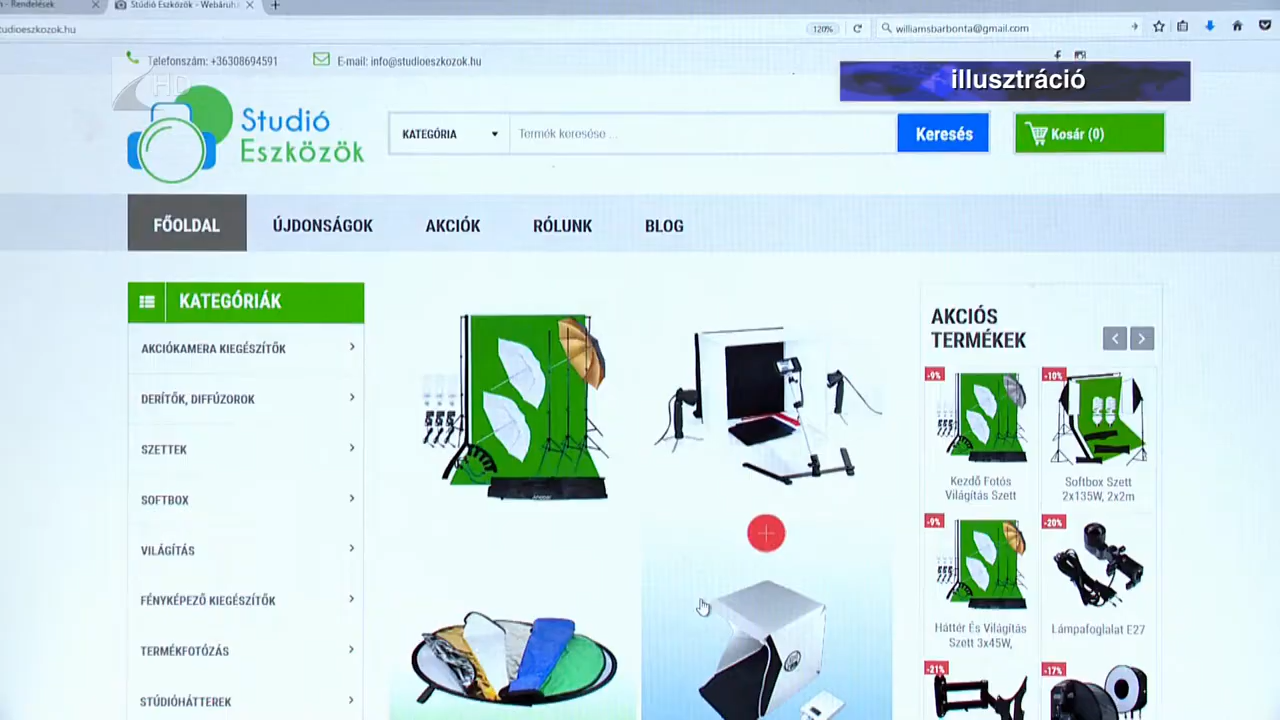 Rendelések
Stúdió Eszközök - Webáruh
tudioeszkozok.hu
120%
williamsbarbonta@gmail.com
Telefonszám: +36308694591
E-mail: info@studioeszkozok.hu
HD
illusztráció
Studió
Eszközök
KATEGÓRIA
Termék keresése ...
Keresés
Kosár (0)
FŐOLDAL
ÚJDONSÁGOK
AKCIÓK
RÓLUNK
BLOG
KATEGÓRIÁK
AKCIÓKAMERA KIEGÉSZÍTŐK
DERÍTŐK, DIFFÚZOROK
SZETTEK
SOFTBOX
VILÁGÍTÁS
FÉNYKÉPEZŐ KIEGÉSZÍTŐK
TERMÉKFOTÓZÁS
STÚDIÓHÁTTEREK
AKCIÓS
TERMÉKEK
-9%
-10%
Kezdő Fotós
Világítás Szett
Softbox Szett
2x135W, 2x2m
-9%
-20%
Háttér És Világítás
Szett 3x45W,
Lámpafoglalat E27
-21%
-17%